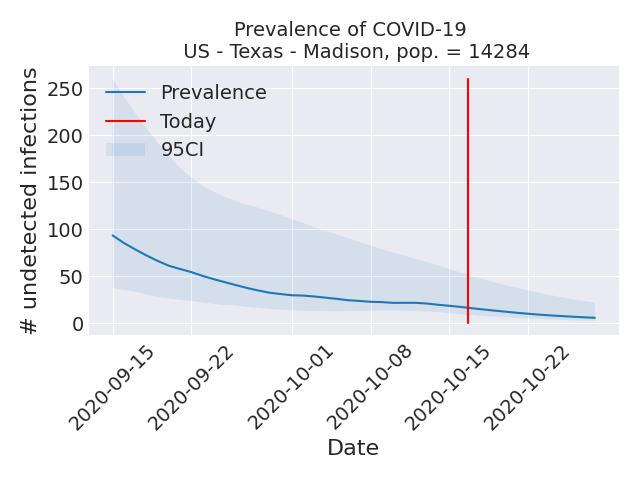 Prevalence of COVID-19
US - Texas - Madison, pop. = 14284
# undetected infections
250
200
150
100
50
0
Prevalence
Today
95CI
2020-09-15
2020-09-22
2020-10-01
2020-10-08
2020-10-15
2020-10-22
Date